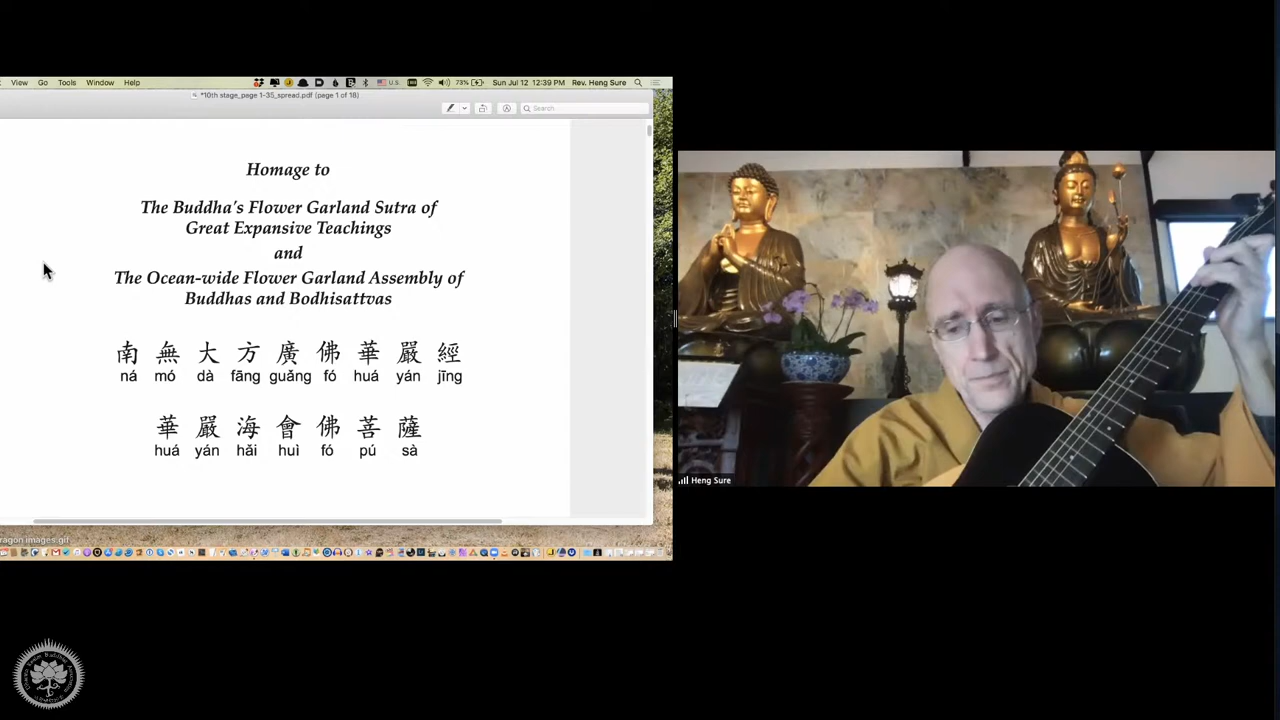 View Go Tools Window Help U.S. 73% Sun Jul 12 12:39 PM Rev. Heng Sure
*10th stage_page 1-35_spread.pdf (page 1 of 18)
Search
Homage to
The Buddha's Flower Garland Sutra of
Great Expansive Teachings
and
The Ocean-wide Flower Garland Assembly of
Buddhas and Bodhisattvas
南 無 大 方 廣 佛 華 嚴 經
ná mó dà fāng guǎng fó huá yán jīng
華 嚴 海 會 佛 菩 薩
huá yán hǎi huì fó pú sà
ragon images.gif
Heng Sure